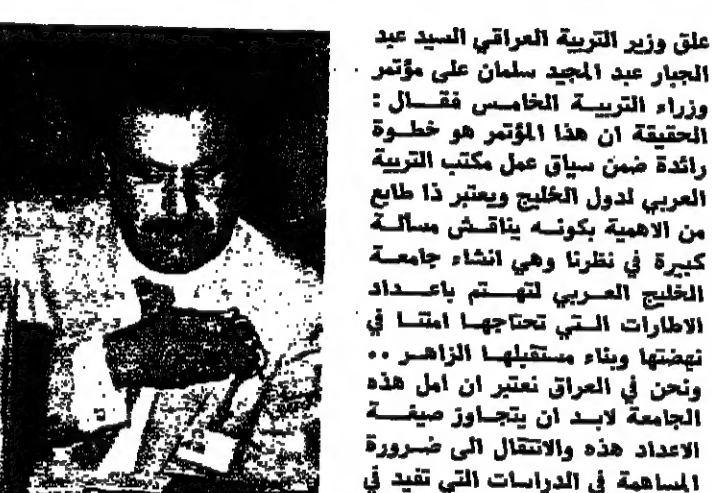 علق وزير التربية العراقي السيد عبد
الجبار عبد المجيد سلمان على مؤتمر
وزراء التربية الخامس فقال :
الحقيقة ان هذا المؤتمر هو خطوة
رائدة ضمن سياق عمل مكتب التربية
العربي لدول الخليج ويعتبر ذا طابع
من الاهمية بكونه يناقش مسألة
كبيرة في نظرنا وهي انشاء جامعة
الخليج العربي لتهتم باعداد
الاطارات التي تحتاجها امتنا في
نهضتها وبناء مستقبلها الزاهر ..
ونحن في العراق نعتبر ان امل هذه
الجامعة لابد ان يتجاوز صيغة
الاعداد هذه والانتقال الى ضرورة
المساهمة في الدراسات التي تفيد في